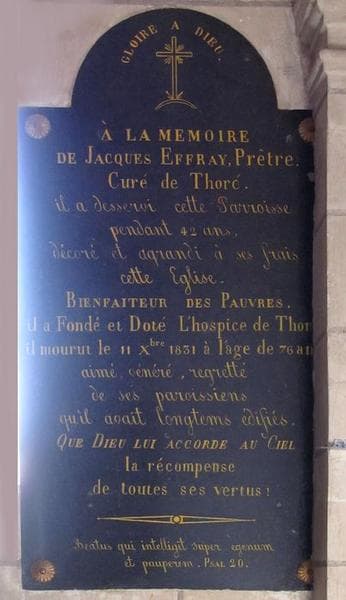 GLOIRE A DIEU.
À LA MEMOIRE
DE JACQUES EFFRAY, Prêtre.
Curé de Thoré.
il a desservi cette Parroisse
pendant 42 ans,
décoré et agrandi à ses frais
cette Eglise.
BIENFAITEUR DES PAUVRES.
il a Fondé et Doté L'hospice de Thor
il mourut le 11 Xbre 1831 à l'âge de 76 an
aimé, vénéré, regretté
de ses paroissiens
qu'il avait longtems édifiés.
QUE DIEU LUI ACCORDE AU CIEL
la récompense
de toutes ses vertus!
Beatus qui intelligit super egenum
et pauperem. PSAL 20.